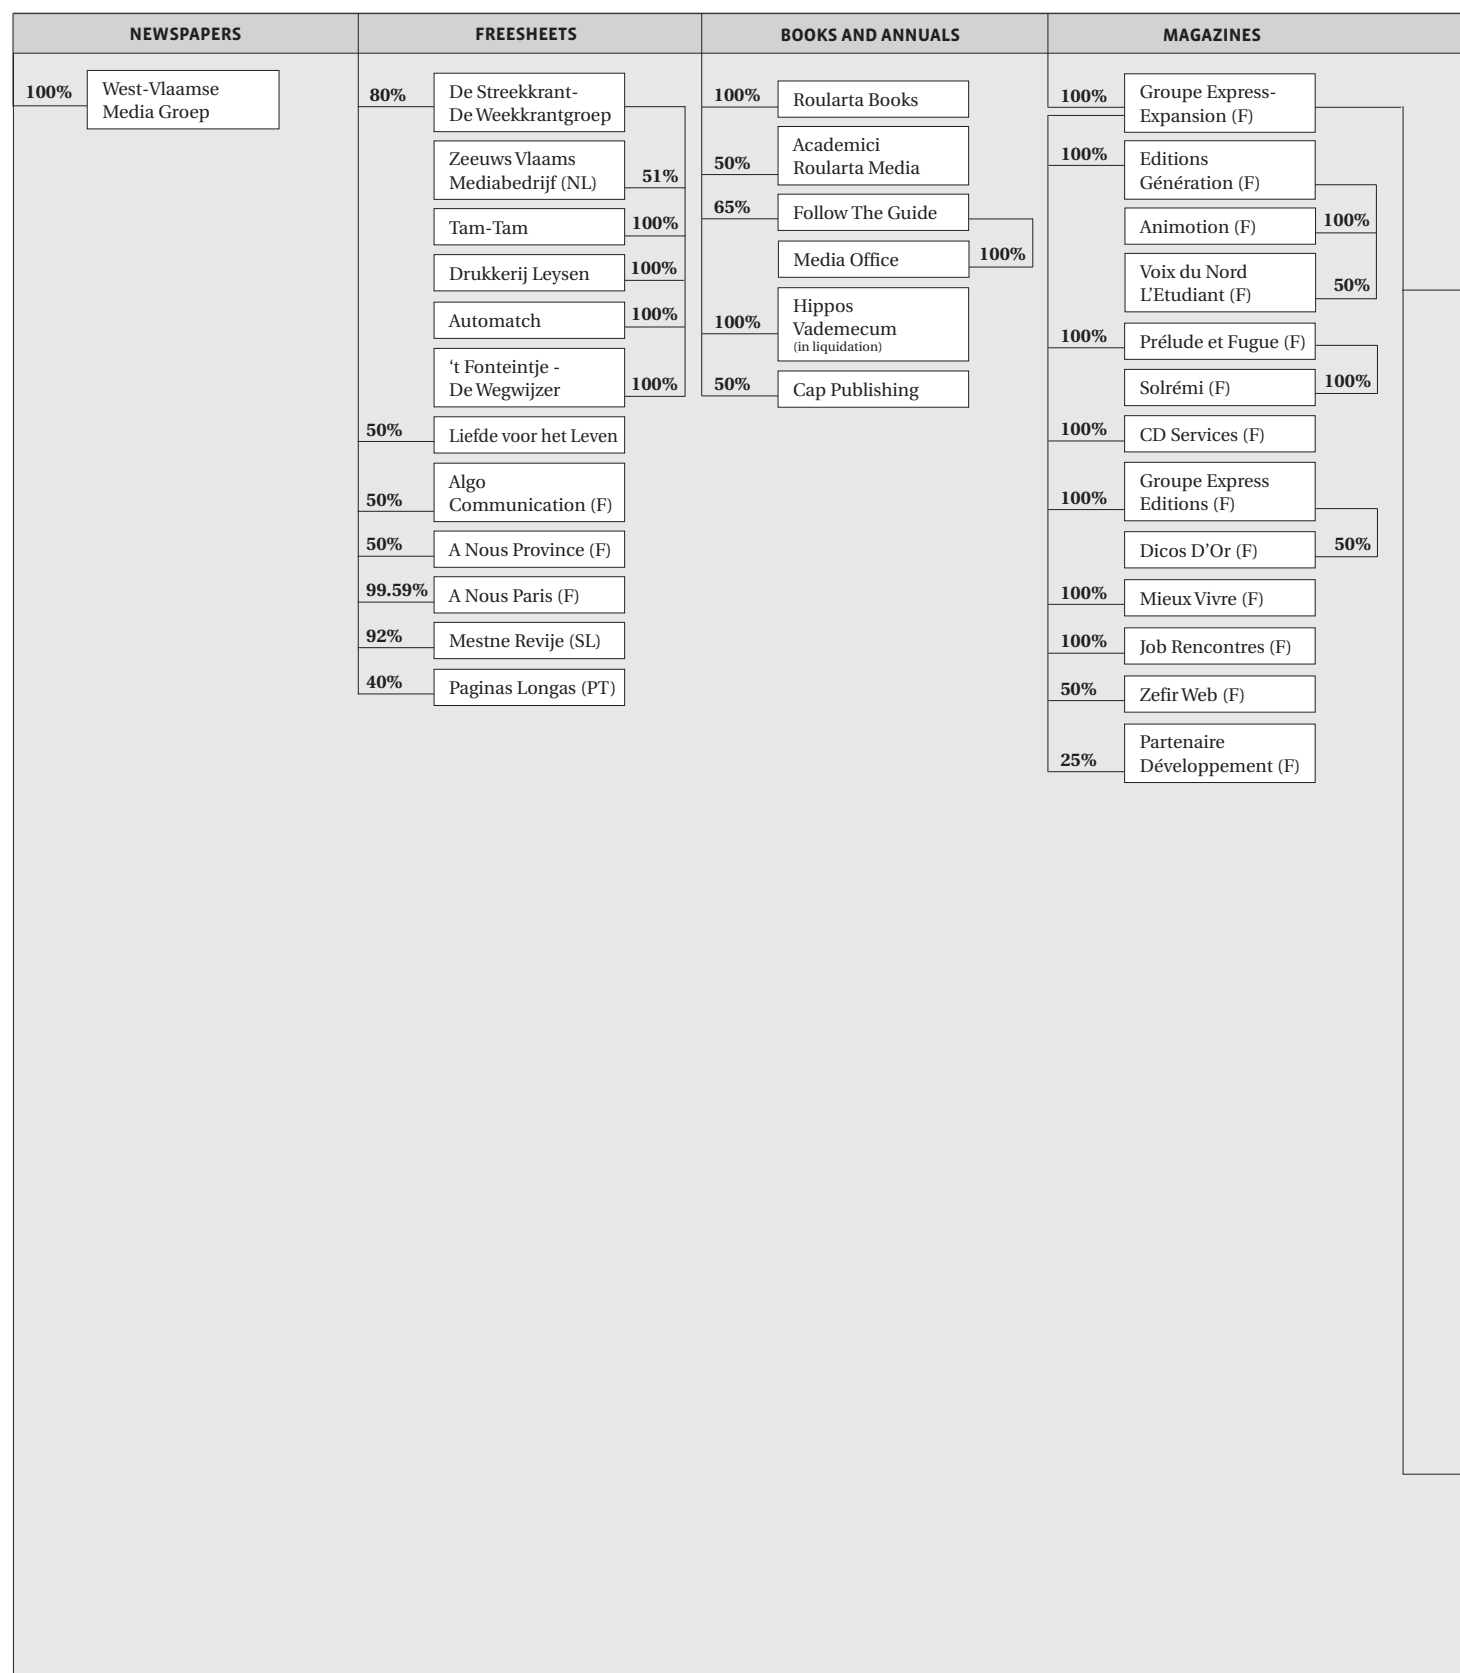 NEWSPAPERS
100%
West-Vlaamse
Media Groep
FREESHEETS
80%
De Streekkrant-
De Weekkrantgroep
Zeeuws Vlaams
Mediabedrijf (NL)
51%
Tam-Tam
100%
Drukkerij Leysen
100%
Automatch
100%
‘t Fonteintje -
De Wegwijzer
100%
50%
Liefde voor het Leven
50%
Algo
Communication (F)
50%
A Nous Province (F)
99.59%
A Nous Paris (F)
92%
Mestne Revije (SL)
40%
Paginas Longas (PT)
BOOKS AND ANNUALS
100%
Roularta Books
50%
Academici
Roularta Media
65%
Follow The Guide
Media Office
100%
100%
Hippos
Vademecum
(in liquidation)
50%
Cap Publishing
MAGAZINES
100%
Groupe Express-
Expansion (F)
100%
Editions
Génération (F)
Animotion (F)
100%
Voix du Nord
L’Etudiant (F)
50%
100%
Prélude et Fugue (F)
Solrémi (F)
100%
100%
CD Services (F)
100%
Groupe Express
Editions (F)
Dicos D’Or (F)
50%
100%
Mieux Vivre (F)
100%
Job Rencontres (F)
50%
Zefir Web (F)
25%
Partenaire
Développement (F)